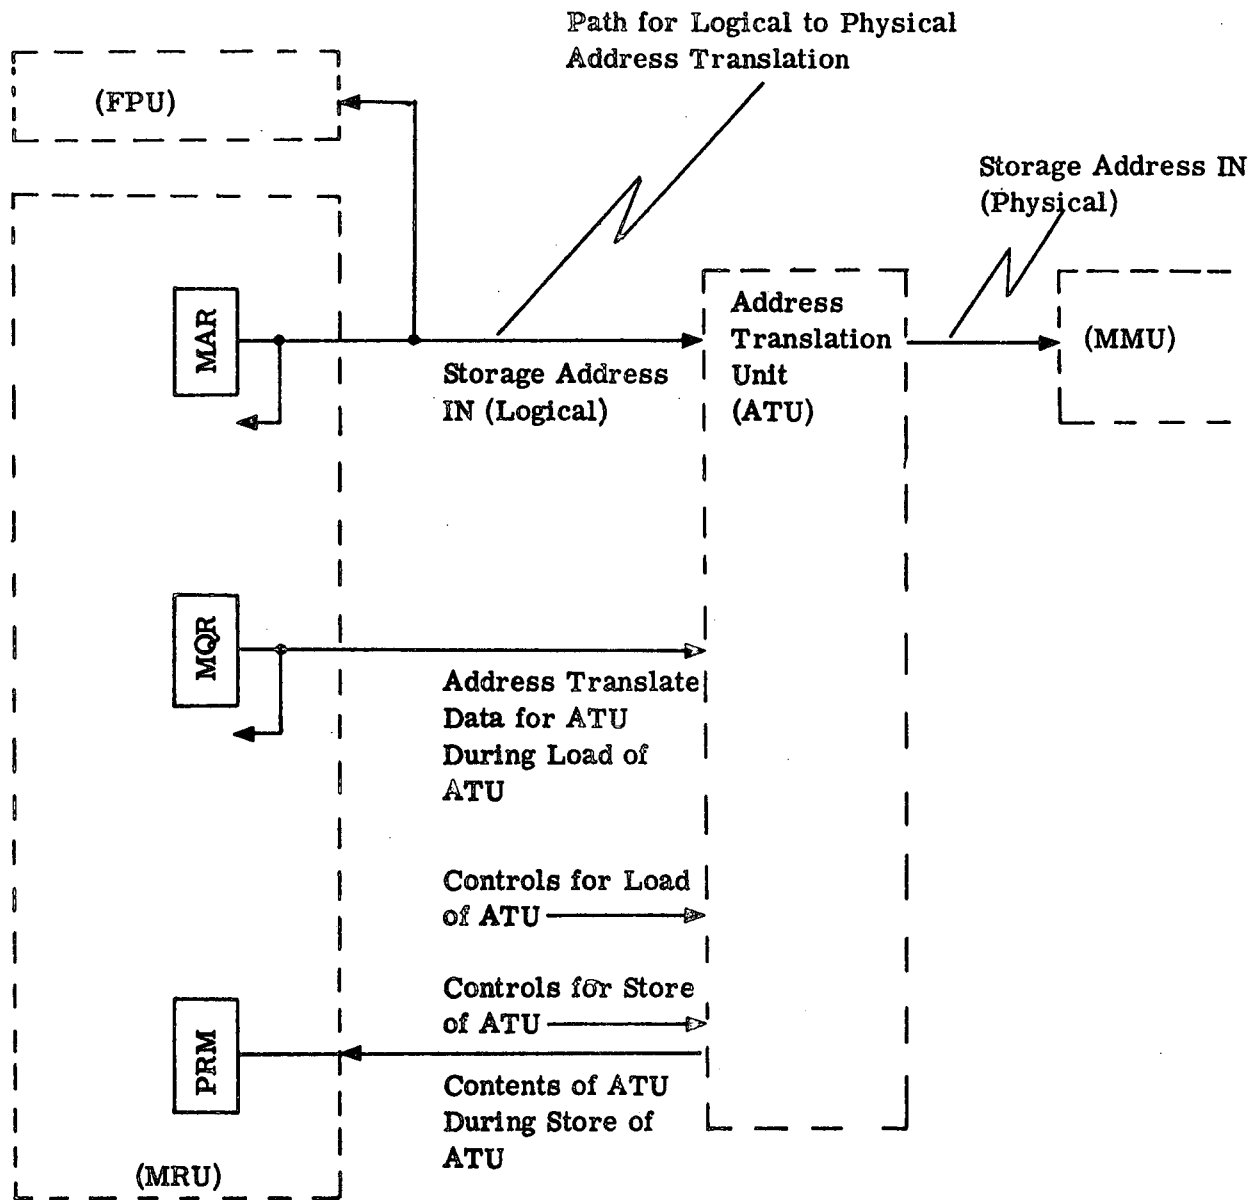 Path for Logical to Physical
Address Translation
(FPU)
Storage Address IN
(Physical)
MAR
Storage Address
IN (Logical)
Address
Translation
Unit
(ATU)
(MMU)
MQR
Address Translate
Data for ATU
During Load of
ATU
Controls for Load
of ATU
Controls for Store
of ATU
PRM
Contents of ATU
During Store of
ATU
(MRU)